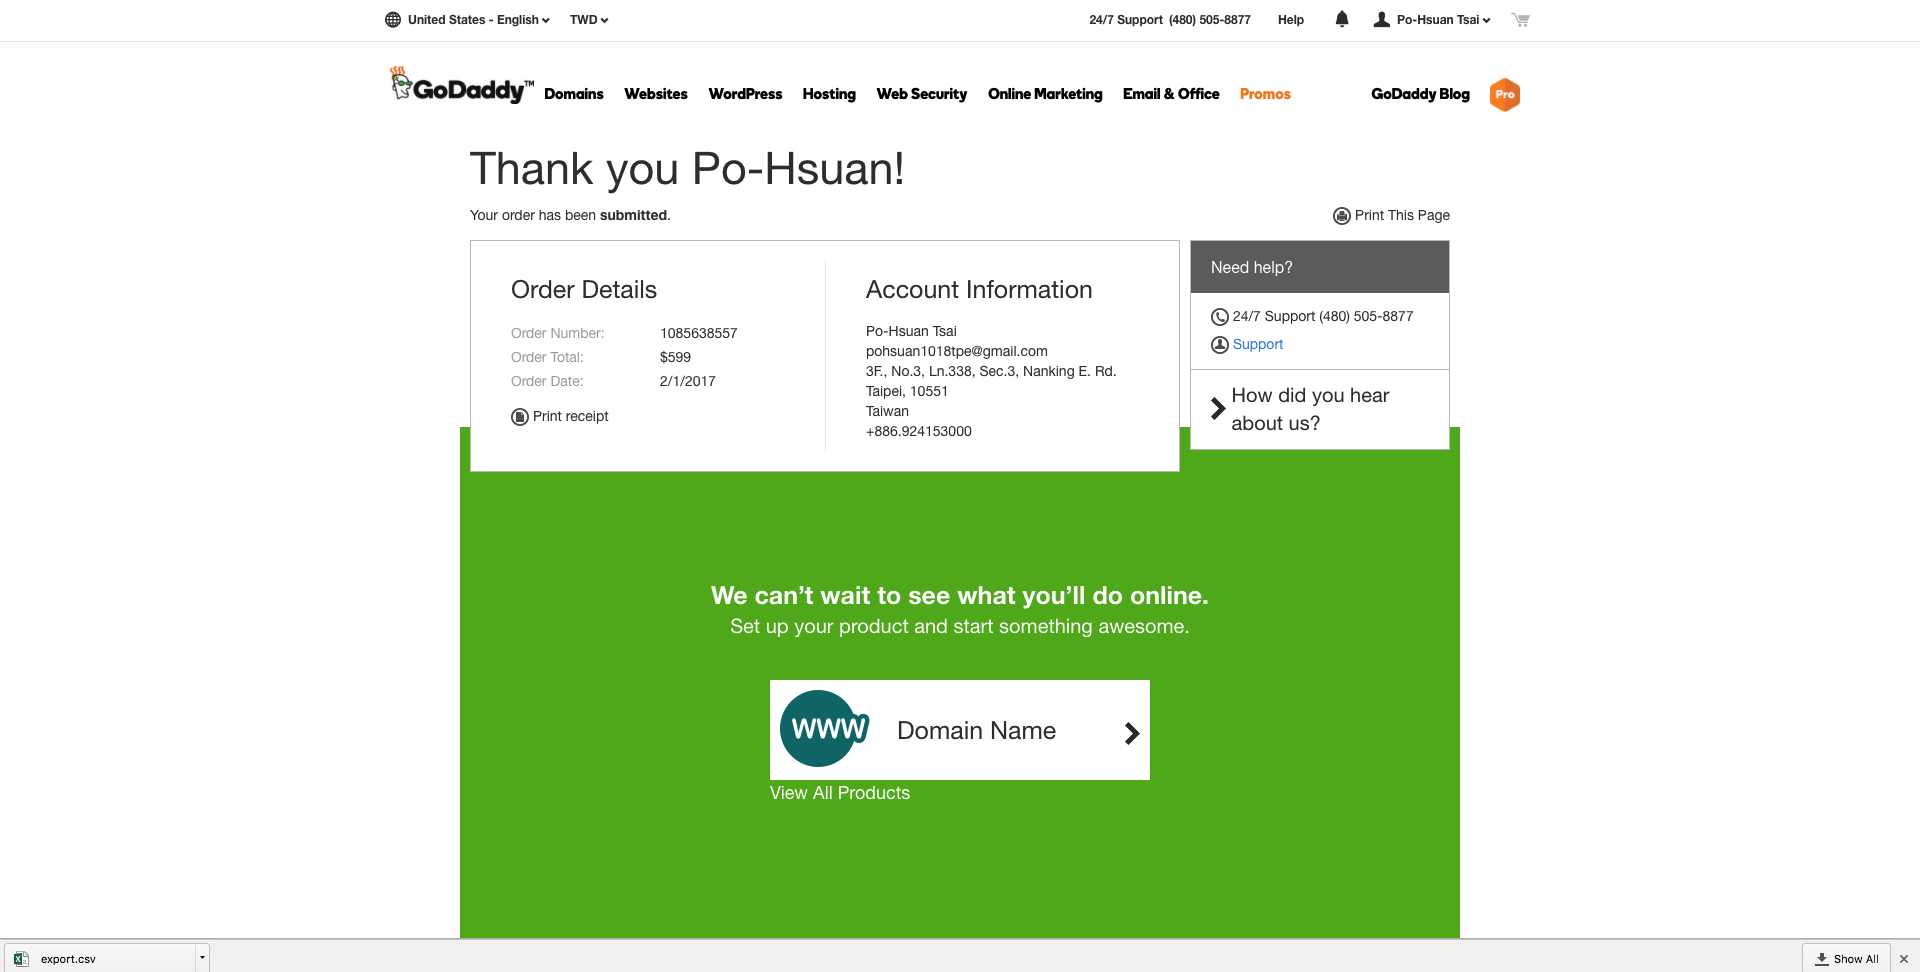 United States - English TWD 24/7 Support (480) 505-8877 Help Po-Hsuan Tsai
GoDaddy™ Domains Websites WordPress Hosting Web Security Online Marketing Email & Office Promos GoDaddy Blog Pro
Thank you Po-Hsuan!
Your order has been submitted.
Print This Page
Order Details
Order Number: 1085638557
Order Total: $599
Order Date: 2/1/2017
Print receipt
Account Information
Po-Hsuan Tsai
pohsuan1018tpe@gmail.com
3F., No.3, Ln.338, Sec.3, Nanking E. Rd.
Taipei, 10551
Taiwan
+886.924153000
Need help?
24/7 Support (480) 505-8877
Support
How did you hear
about us?
We can’t wait to see what you’ll do online.
Set up your product and start something awesome.
www Domain Name
View All Products
export.csv Show All